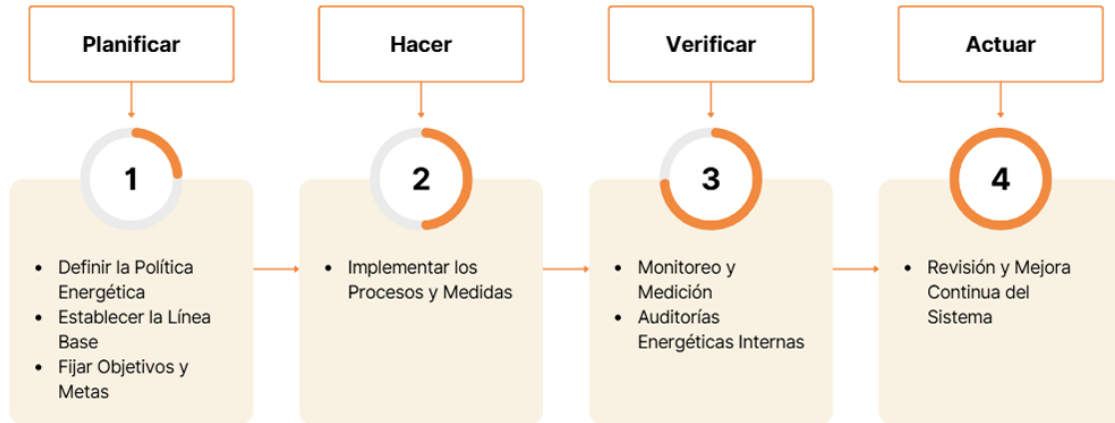 Planificar
Hacer
Verificar
Actuar
1
2
3
4
• Definir la Política
Energética
• Establecer la Línea
Base
• Fijar Objetivos y
Metas
• Implementar los
Procesos y Medidas
• Monitoreo y
Medición
• Auditorías
Energéticas Internas
• Revisión y Mejora
Continua del
Sistema